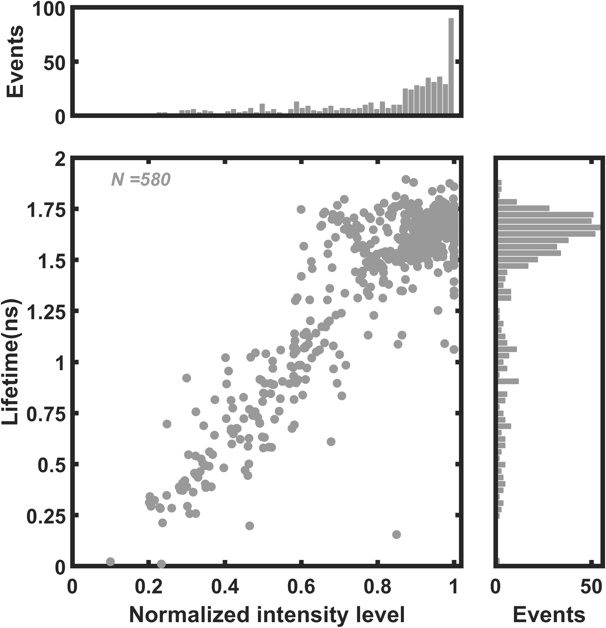 Events
100
50
0
N =580
Lifetime(ns)
2
1.75
1.5
1.25
1
0.75
0.5
0.25
0
0 0.2 0.4 0.6 0.8 1
Normalized intensity level
0 50
Events